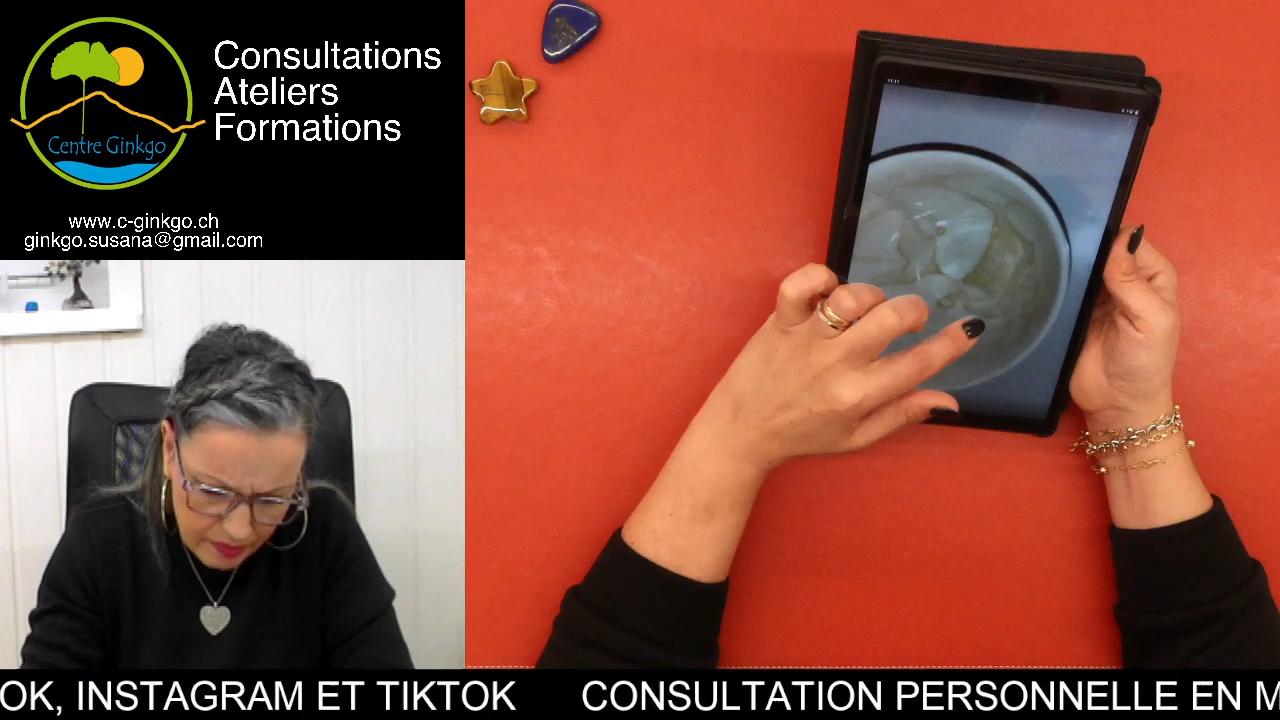 Consultations
Ateliers
Formations
Centre Ginkgo
www.c-ginkgo.ch
ginkgo.susana@gmail.com
OK, INSTAGRAM ET TIKTOK CONSULTATION PERSONNELLE EN M